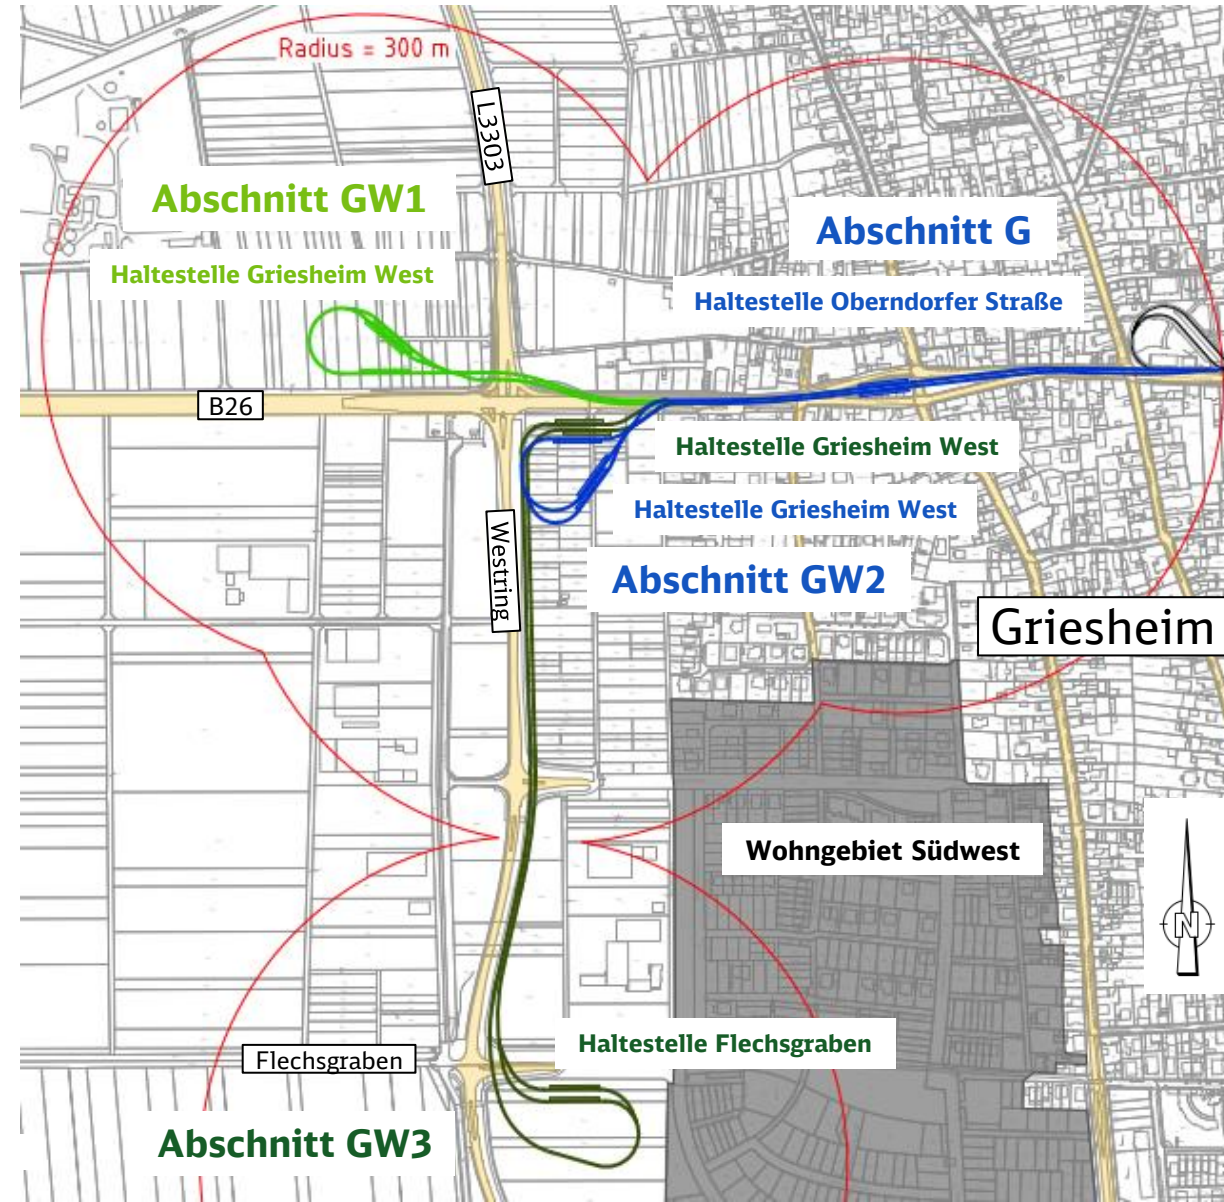 Radius = 300 m
L3303
Abschnitt GW1
Abschnitt G
Haltestelle Griesheim West
Haltestelle Oberndorfer Straße
B26
Haltestelle Griesheim West
Haltestelle Griesheim West
Westring
Abschnitt GW2
Griesheim
Wohngebiet Südwest
N
Haltestelle Flechsgraben
Flechsgraben
Abschnitt GW3